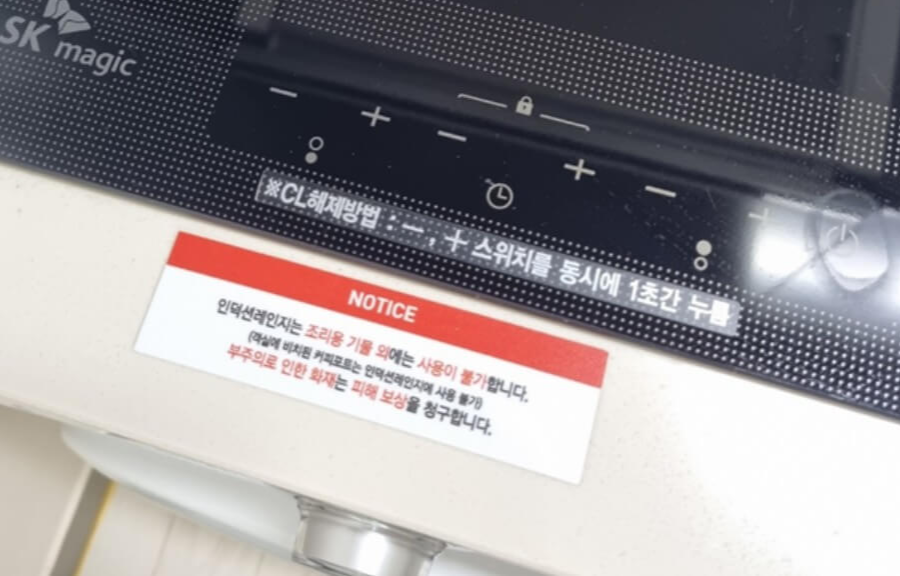 SK magic
※CL해제방법 : ー, + 스위치를 동시에 1초간 누름
NOTICE
인덕션레인지는 조리용 기물 외에는 사용이 불가합니다.
(객실에 비치된 커피포트는 인덕션레인지에 사용 불가)
부주의로 인한 화재는 피해 보상을 청구합니다.